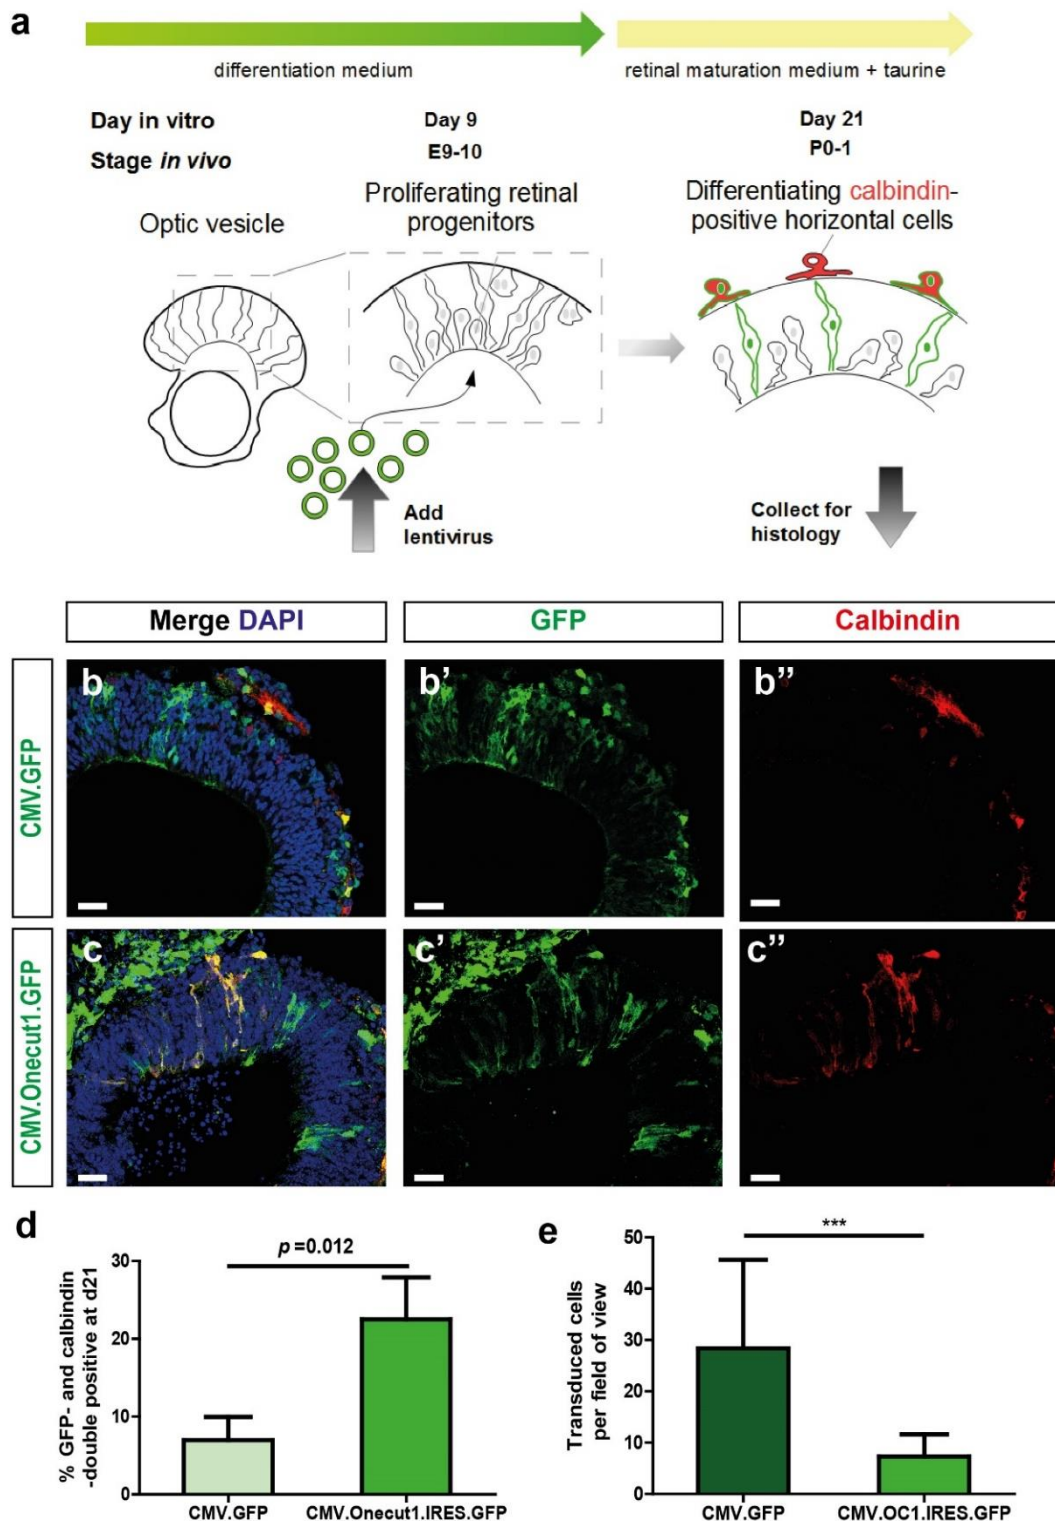 a
differentiation medium
retinal maturation medium + taurine
Day in vitro
Day 9
Day 21
Stage in vivo
E9-10
P0-1
Optic vesicle
Proliferating retinal
progenitors
Differentiating calbindin-
positive horizontal cells
Add
lentivirus
Collect for
histology
Merge DAPI
GFP
Calbindin
CMV.GFP
b
b'
b''
CMV.Onecut1.GFP
c
c'
c''
d
p=0.012
% GFP- and calbindin
-double positive at d21
30
20
10
0
CMV.GFP
CMV.Onecut1.IRES.GFP
e
***
Transduced cells
per field of view
50
40
30
20
10
0
CMV.GFP
CMV.OC1.IRES.GFP